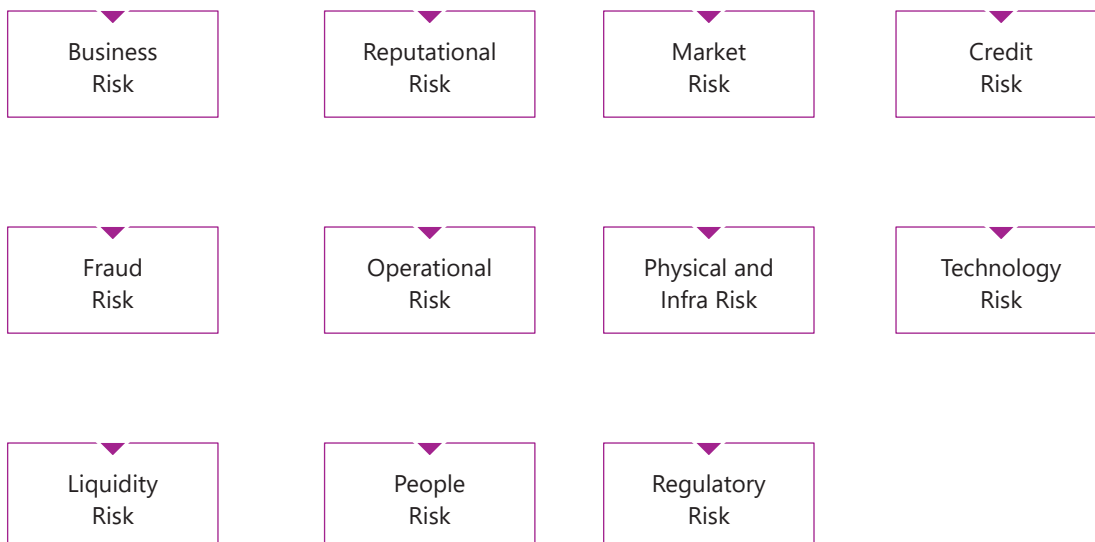 Business
Risk
Reputational
Risk
Market
Risk
Credit
Risk
Fraud
Risk
Operational
Risk
Physical and
Infra Risk
Technology
Risk
Liquidity
Risk
People
Risk
Regulatory
Risk